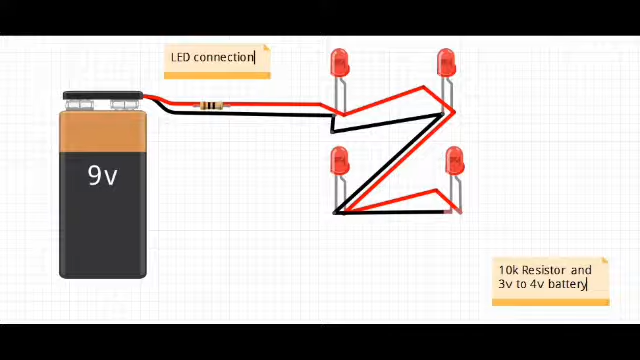 LED connection
9v
10k Resistor and
3v to 4v battery